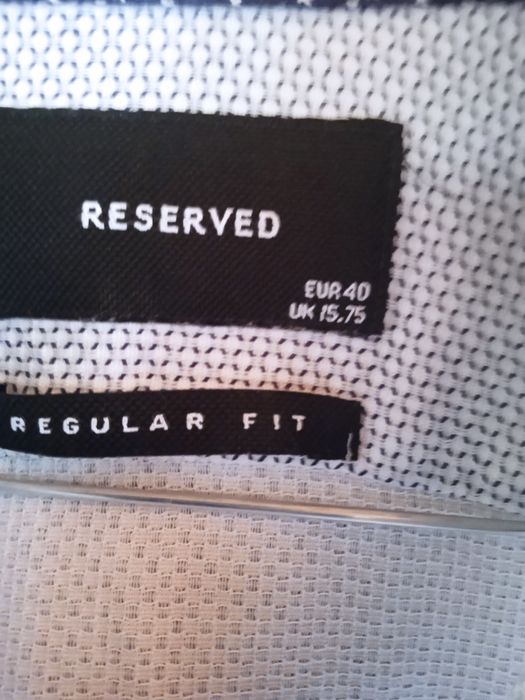 RESERVED
EUR 40
UK 15,75
REGULAR FIT